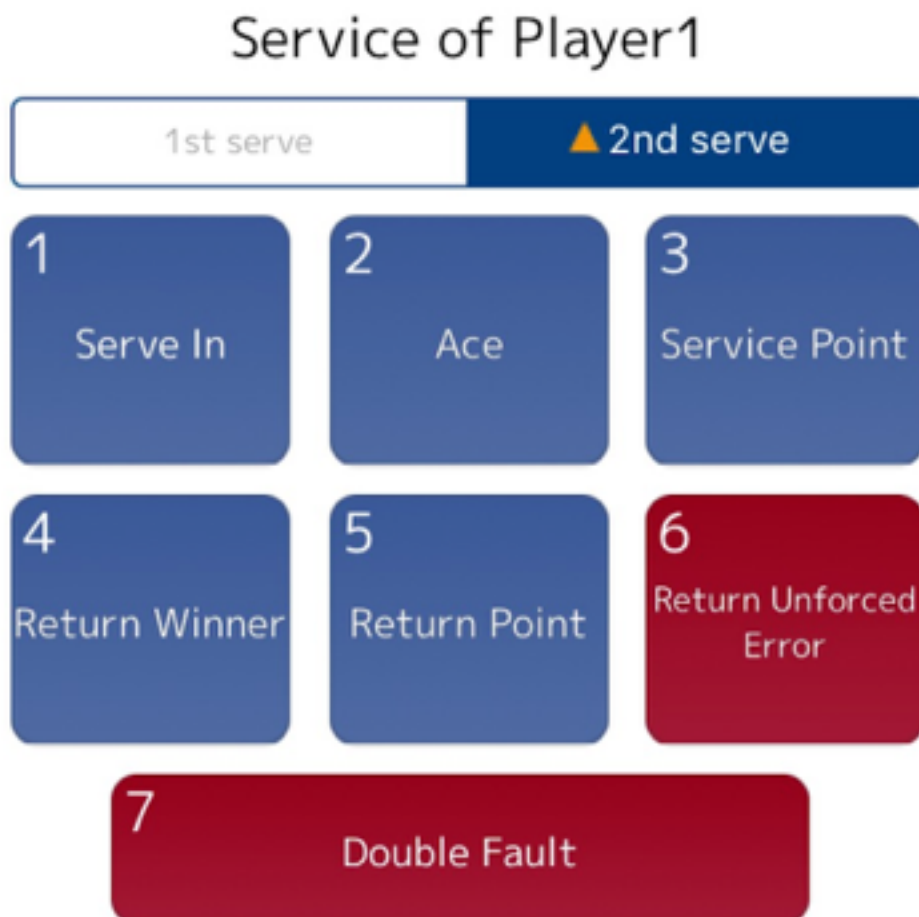 Service of Player1
1st serve
2nd serve
1
Serve In
2
Ace
3
Service Point
4
Return Winner
5
Return Point
6
Return Unforced
Error
7
Double Fault